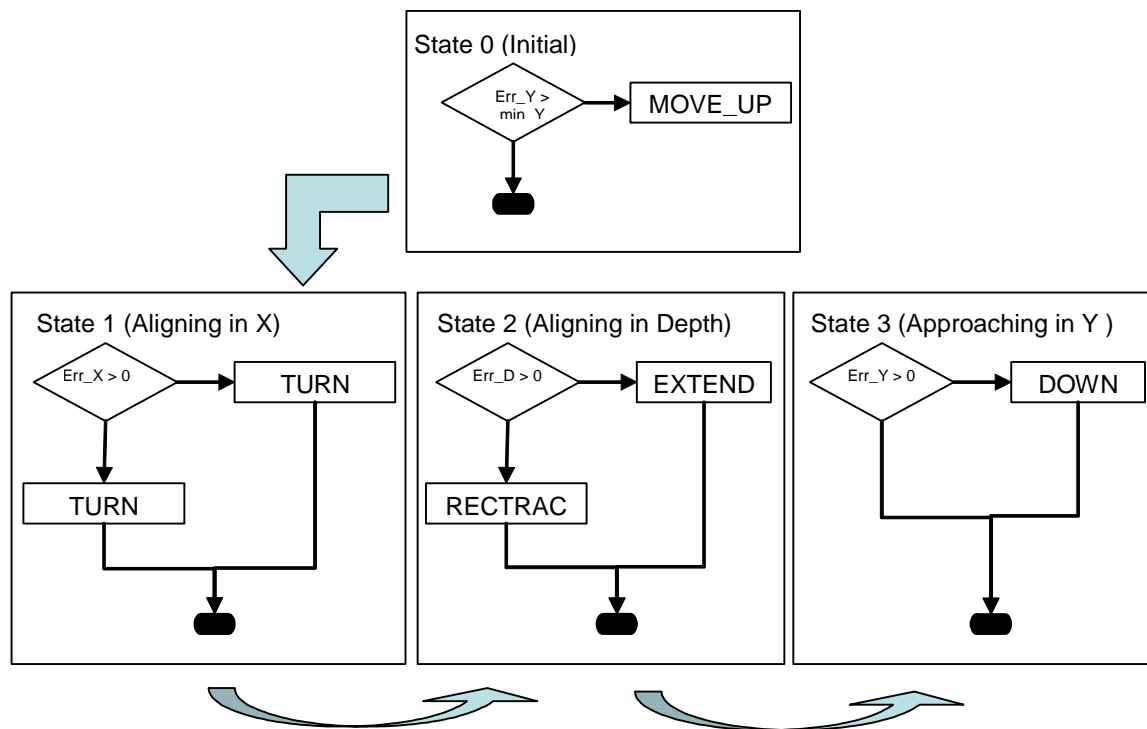 State 0 (Initial)
Err_Y >
min_Y
MOVE_UP
State 1 (Aligning in X)
Err_X > 0
TURN
TURN
State 2 (Aligning in Depth)
Err_D > 0
EXTEND
RECTRAC
State 3 (Approaching in Y )
Err_Y > 0
DOWN